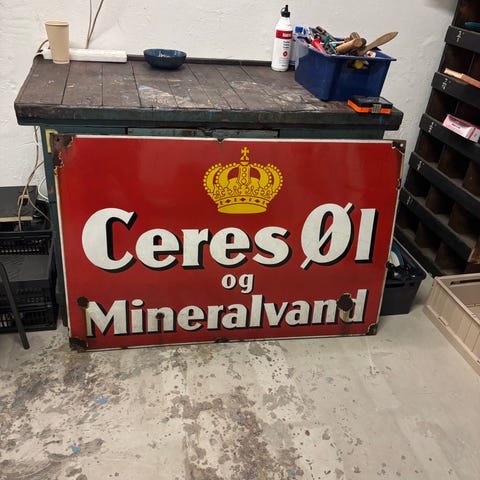 Ceres Øl
og
Mineralvand